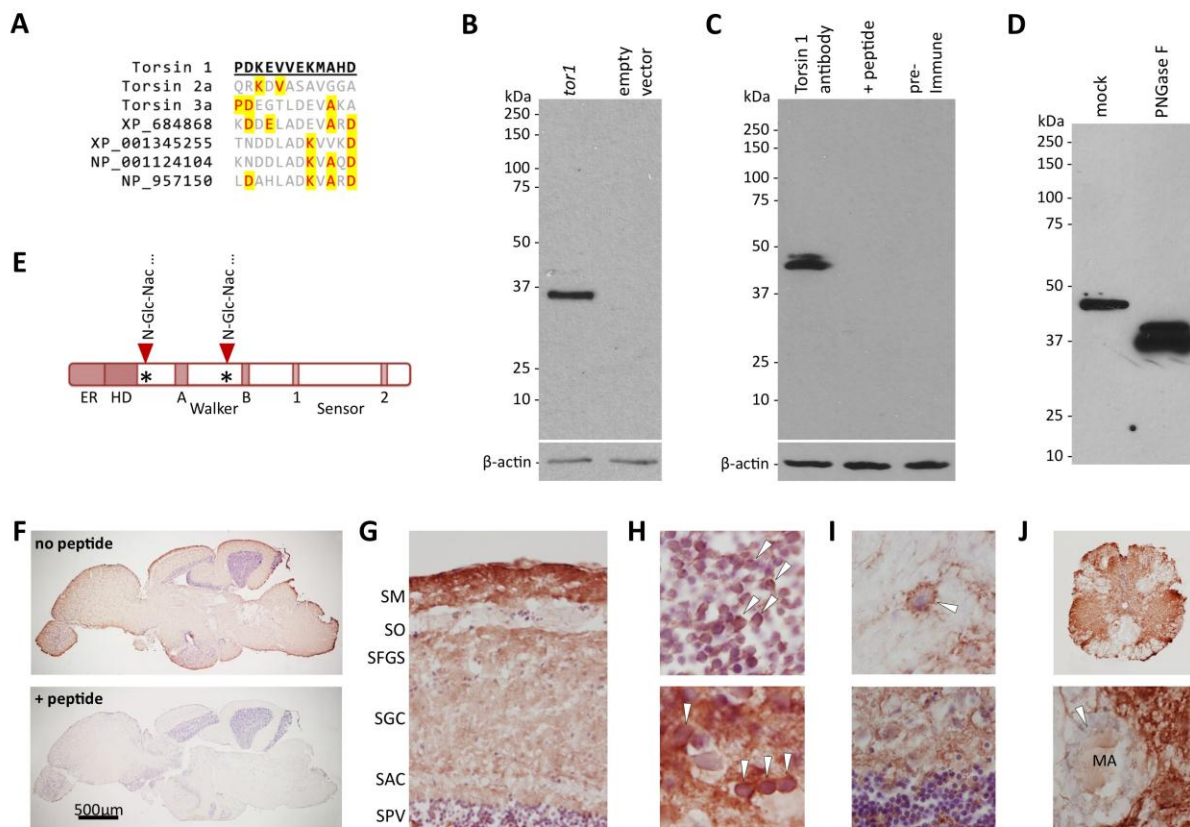 A
Torsin 1 PDKEVVEKMAHD
Torsin 2a QRKDVASAVGGA
Torsin 3a PDEGTLDEVAKA
XP_684868 KDDELADEVARD
XP_001345255 TNDDLADKVVKD
NP_001124104 KNDDLADKVAQD
NP_957150 LDAHLADKVARD
B
tor1
empty
vector
kDa
250
150
100
75
50
37
25
10
β-actin
C
Torsin 1
antibody
+ peptide
pre-
Immune
kDa
250
150
100
75
50
37
25
10
β-actin
D
mock
PNGase F
kDa
250
150
100
75
50
37
25
10
E
N-Glc-Nac ...
N-Glc-Nac ...
* *
ER HD A B 1 2
Walker Sensor
F
no peptide
+ peptide
500um
G
SM
SO
SFGS
SGC
SAC
SPV
H
I
J
MA